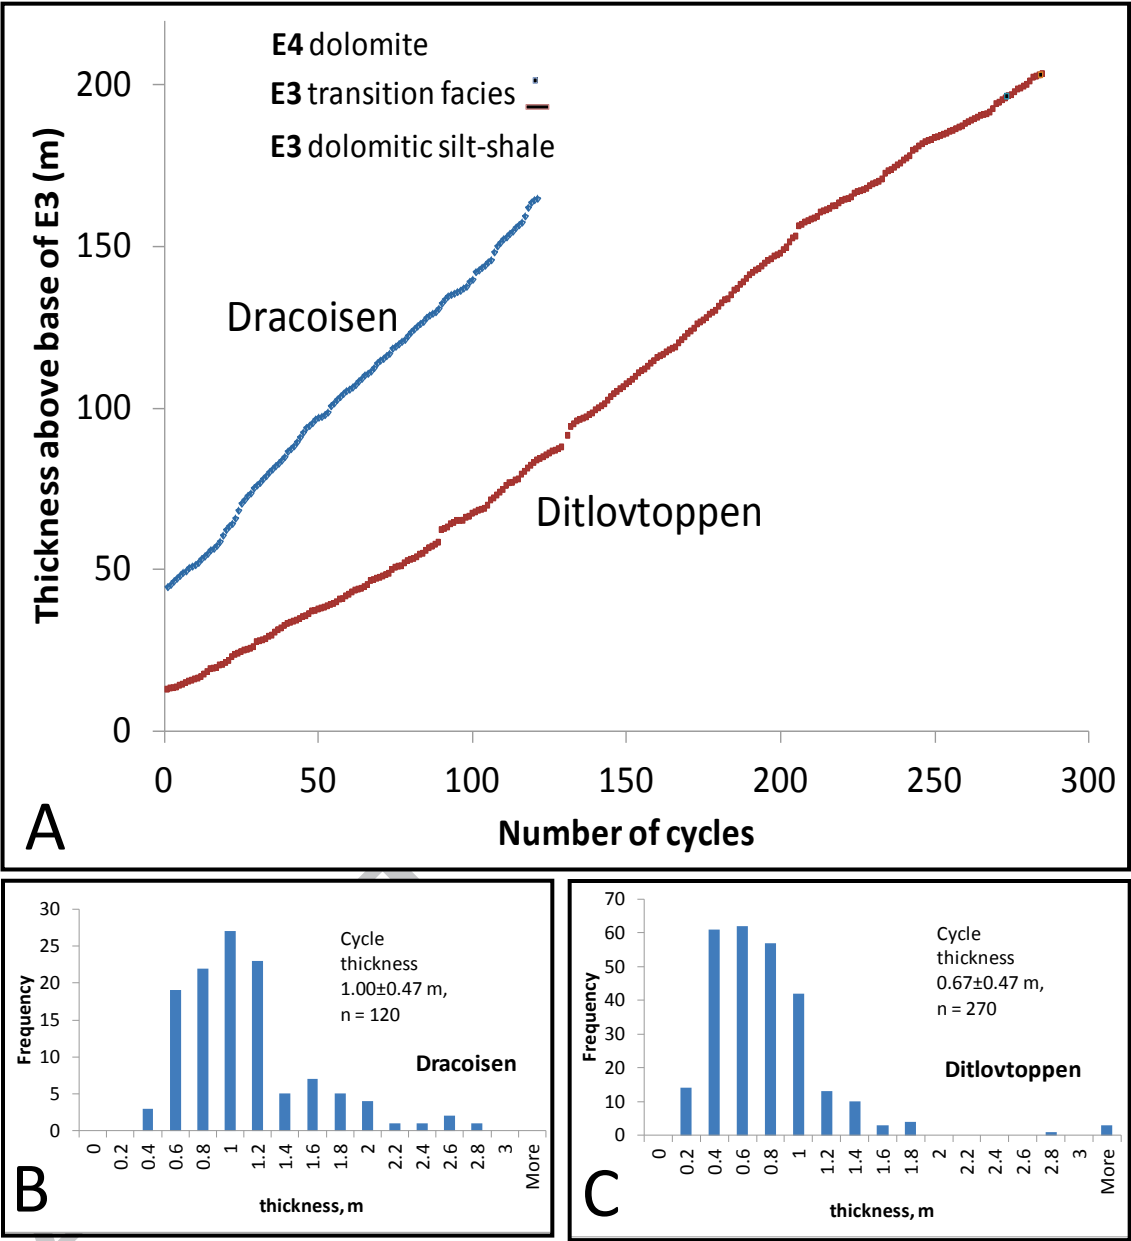 E4 dolomite
E3 transition facies
E3 dolomitic silt-shale
200
150
100
50
0
Thickness above base of E3 (m)
Dracoisen
Ditlovtoppen
0 50 100 150 200 250 300
Number of cycles
A
30
25
20
15
10
5
0
Frequency
Cycle
thickness
1.00±0.47 m,
n = 120
Dracoisen
0 0.2 0.4 0.6 0.8 1 1.2 1.4 1.6 1.8 2 2.2 2.4 2.6 2.8 3 More
thickness, m
B
70
60
50
40
30
20
10
0
Frequency
Cycle
thickness
0.67±0.47 m,
n = 270
Ditlovtoppen
0 0.2 0.4 0.6 0.8 1 1.2 1.4 1.6 1.8 2 2.2 2.4 2.6 2.8 3 More
thickness, m
C